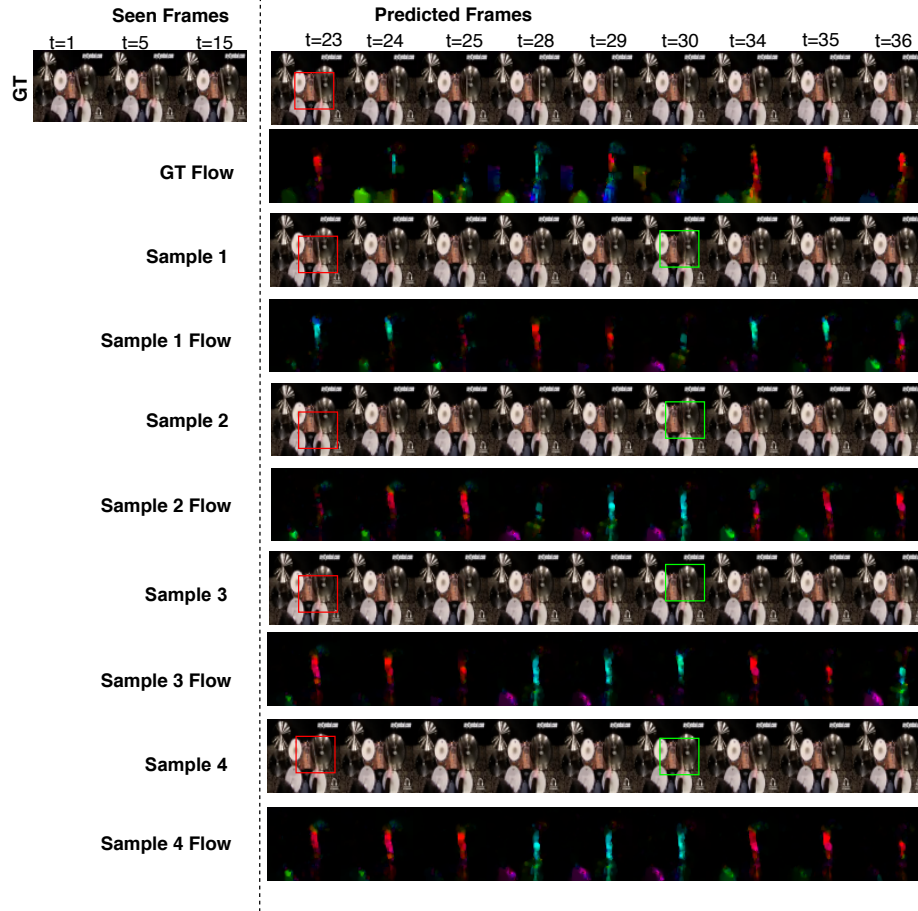 Seen Frames
Predicted Frames
t=1 t=5 t=15
t=23 t=24 t=25 t=28 t=29 t=30 t=34 t=35 t=36
GT
GT Flow
Sample 1
Sample 1 Flow
Sample 2
Sample 2 Flow
Sample 3
Sample 3 Flow
Sample 4
Sample 4 Flow